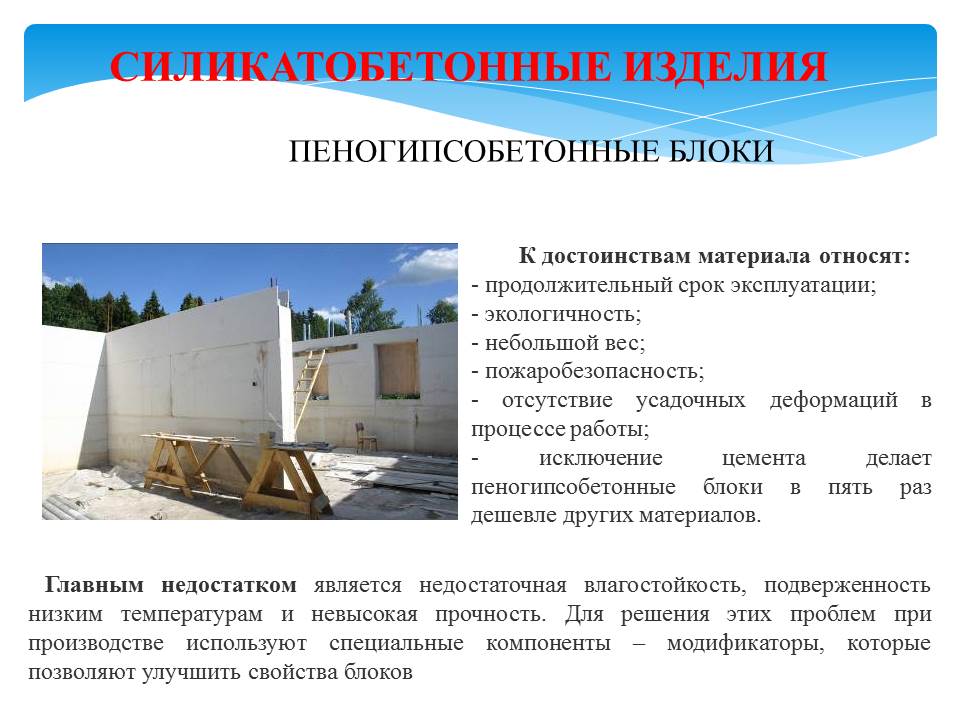 СИЛИКАТОБЕТОННЫЕ ИЗДЕЛИЯ
ПЕНОГИПСОБЕТОННЫЕ БЛОКИ
К достоинствам материала относят:
- продолжительный срок эксплуатации;
- экологичность;
- небольшой вес;
- пожаробезопасность;
- отсутствие усадочных деформаций в
процессе работы;
- исключение цемента делает
пеногипсобетонные блоки в пять раз
дешевле других материалов.
Главным недостатком является недостаточная влагостойкость, подверженность
низким температурам и невысокая прочность. Для решения этих проблем при
производстве используют специальные компоненты – модификаторы, которые
позволяют улучшить свойства блоков